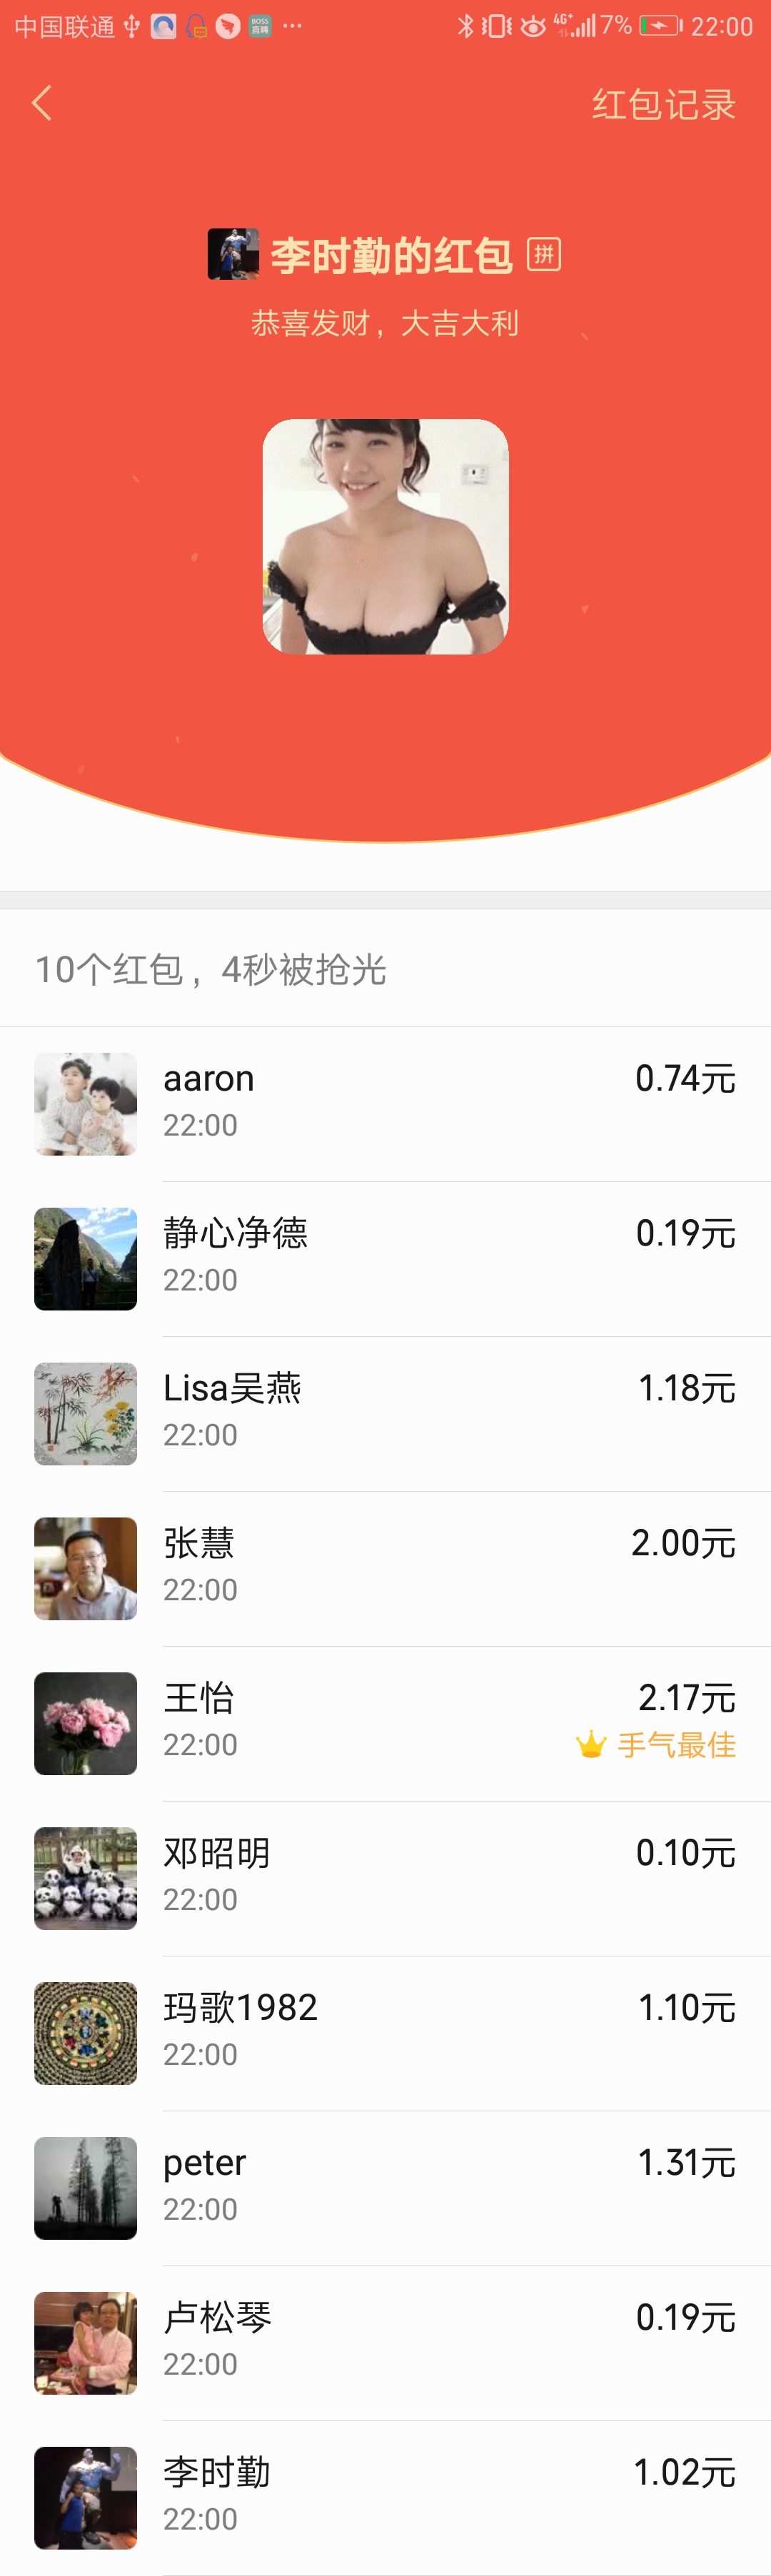 中国联通 BOSS 直聘 ... 4G+ 7% 22:00
红包记录
李时勤的红包 拼
恭喜发财，大吉大利
10个红包，4秒被抢光
aaron 0.74元
22:00
静心净德 0.19元
22:00
Lisa吴燕 1.18元
22:00
张慧 2.00元
22:00
王怡 2.17元
22:00 手气最佳
邓昭明 0.10元
22:00
玛歌1982 1.10元
22:00
peter 1.31元
22:00
卢松琴 0.19元
22:00
李时勤 1.02元
22:00